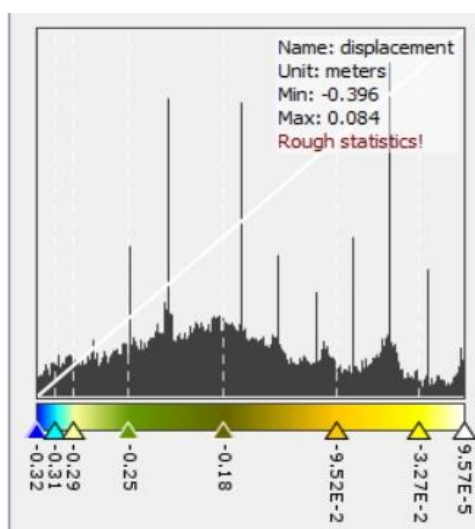 Name: displacement
Unit: meters
Min: -0.396
Max: 0.084
Rough statistics!
-0.32
-0.31
-0.29
-0.25
-0.18
-9.52E-2
-3.27E-2
9.57E-5